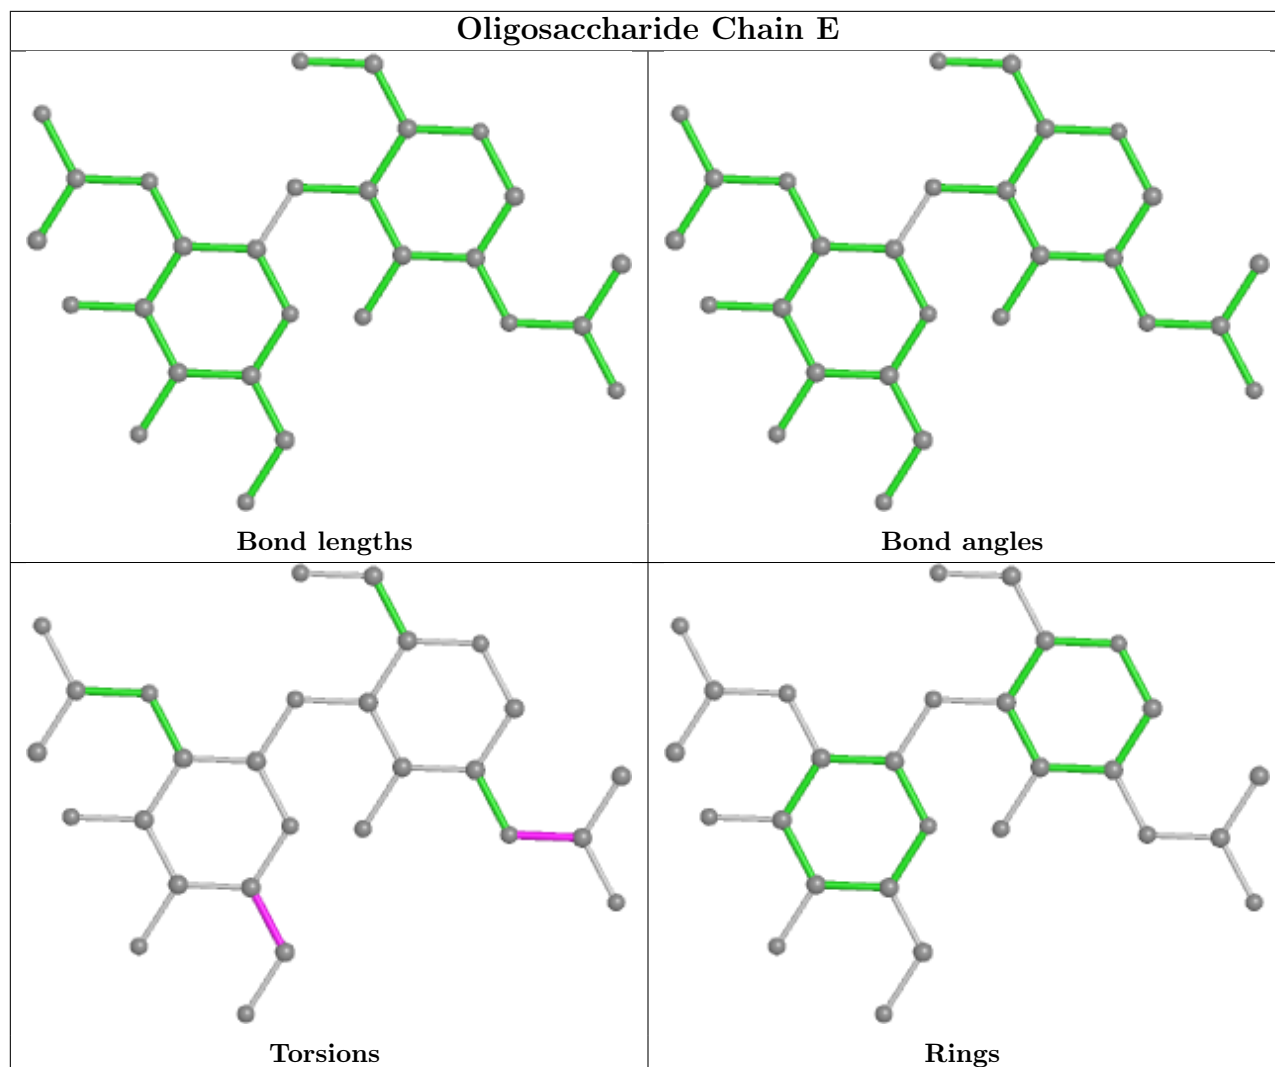 Oligosaccharide Chain E
Bond lengths
Bond angles
Torsions
Rings